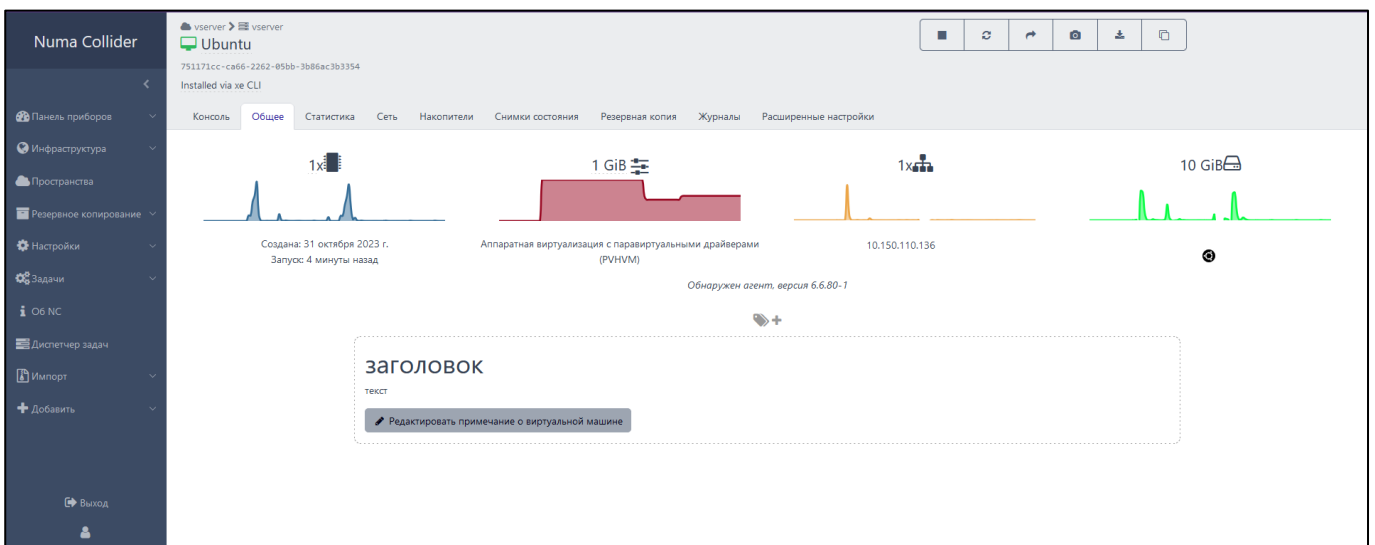 Numa Collider
vserver vserver
Ubuntu
751171cc-ca66-2262-05bb-3b86ac3b3354
Installed via xe CLI
Консоль Общее Статистика Сеть Накопители Снимки состояния Резервная копия Журналы Расширенные настройки
Панель приборов
Инфраструктура
Пространства
Резервное копирование
Настройки
Задачи
Об NC
Диспетчер задач
Импорт
Добавить
Выход
1x
Создана: 31 октября 2023 г.
Запуск: 4 минуты назад
1 GiB
Аппаратная виртуализация с паравиртуальными драйверами
(PVHVM)
1x
10.150.110.136
10 GiB
Обнаружен агент, версия 6.6.80-1
заголовок
текст
Редактировать примечание о виртуальной машине